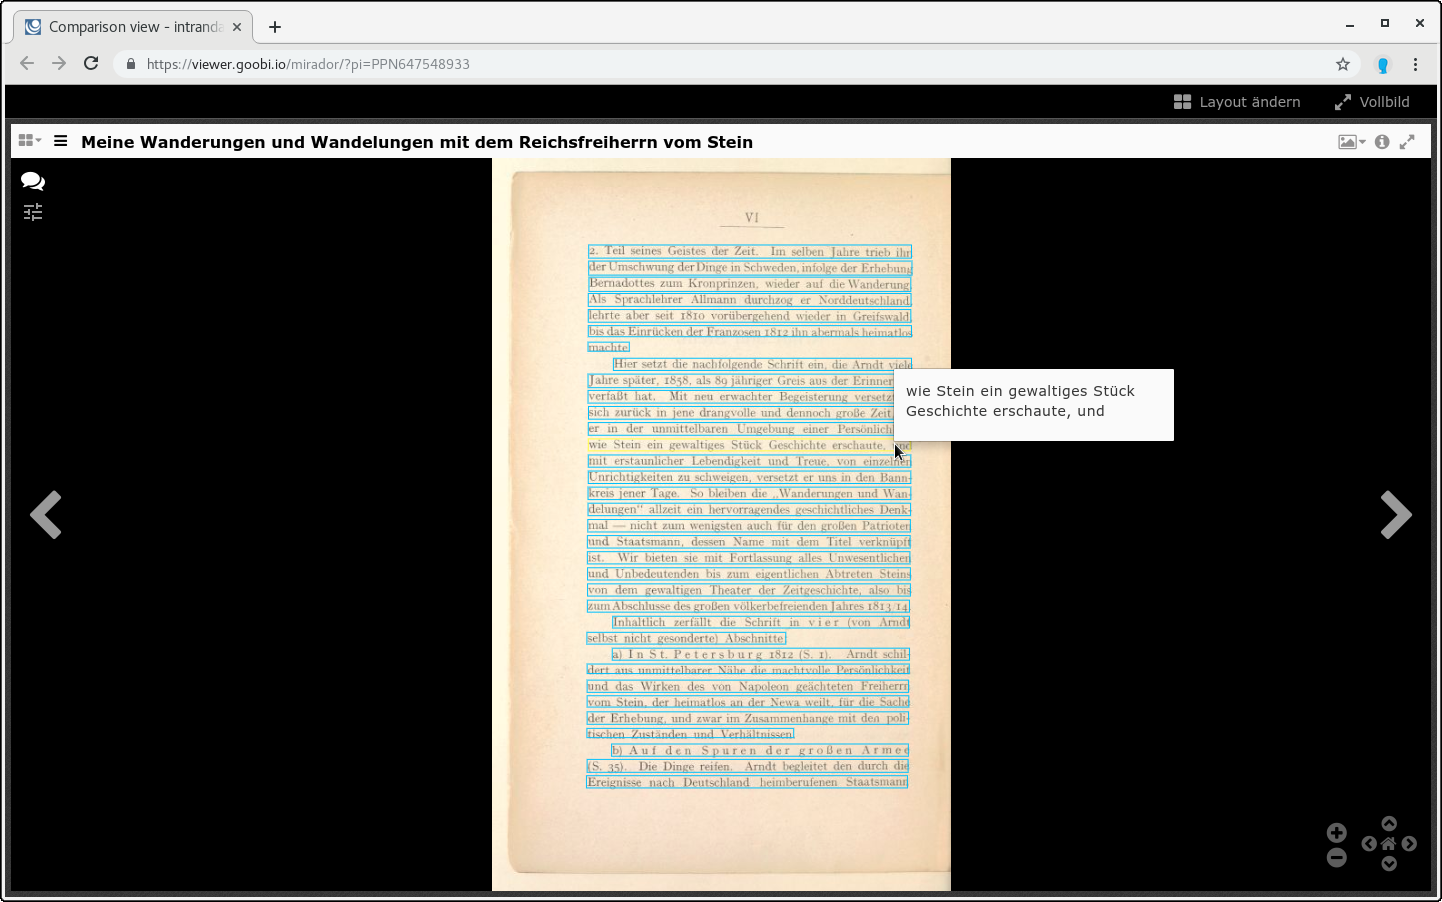 Comparison view - intranda
https://viewer.goobi.io/mirador/?pi=PPN647548933
Layout ändern
Vollbild
Meine Wanderungen und Wandelungen mit dem Reichsfreiherrn vom Stein
VI
2. Teil seines Geistes der Zeit. Im selben Jahre trieb ihn
der Umschwung der Dinge in Schweden, infolge der Erhebung
Bernadottes zum Kronprinzen, wieder auf die Wanderung.
Als Sprachlehrer Allmann durchzog er Norddeutschland,
lehrte aber seit 1810 vorübergehend wieder in Greifswald,
bis das Einrücken der Franzosen 1812 ihn abermals heimatlos
machte
Hier setzt die nachfolgende Schrift ein, die Arndt viele
Jahre später, 1858, als 89 jähriger Greis aus der Erinner
verfaßt hat. Mit neu erwachter Begeisterung versetzt
sich zurück in jene drangvolle und dennoch große Zeit,
er in der unmittelbaren Umgebung einer Persönlich
wie Stein ein gewaltiges Stück Geschichte erschaute, und
wie Stein ein gewaltiges Stück
Geschichte erschaute, und
mit erstaunlicher Lebendigkeit und Treue, von einzelnen
Unrichtigkeiten zu schweigen, versetzt er uns in den Bann-
kreis jener Tage. So bleiben die „Wanderungen und Wan-
delungen“ allzeit ein hervorragendes geschichtliches Denk-
mal — nicht zum wenigsten auch für den großen Patrioten
und Staatsmann, dessen Name mit dem Titel verknüpft
ist. Wir bieten sie mit Fortlassung alles Unwesentlichen
und Unbedeutenden bis zum eigentlichen Abtreten Steins
von dem gewaltigen Theater der Zeitgeschichte, also bis
zum Abschlusse des großen völkerbefreienden Jahres 1813/14.
Inhaltlich zerfällt die Schrift in vier (von Arndt
selbst nicht gesonderte) Abschnitte:
a) In St. Petersburg 1812 (S. 1). Arndt schil-
dert aus unmittelbarer Nähe die machtvolle Persönlichkeit
und das Wirken des von Napoleon geächteten Freiherrn
vom Stein, der heimatlos an der Newa weilt, für die Sache
der Erhebung, und zwar im Zusammenhange mit den poli-
tischen Zuständen und Verhältnissen.
b) Auf den Spuren der großen Armee
(S. 35). Die Dinge reifen. Arndt begleitet den durch die
Ereignisse nach Deutschland heimberufenen Staatsmann